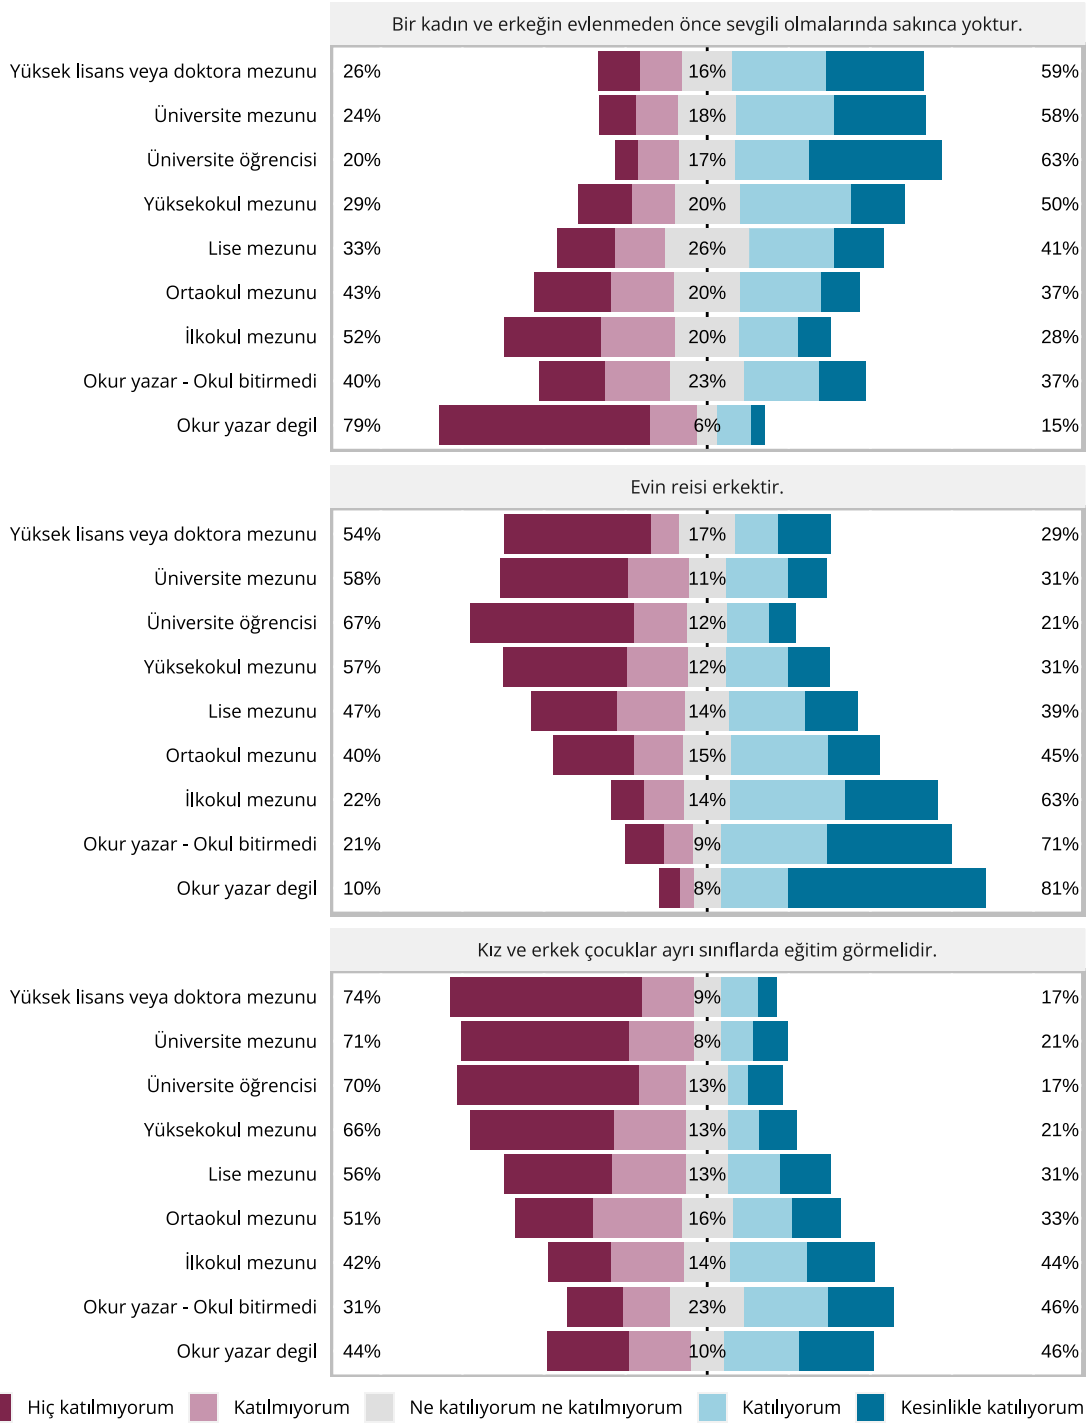 Bir kadın ve erkeğin evlenmeden önce sevgili olmalarında sakınca yoktur.
Yüksek lisans veya doktora mezunu 26% 16% 59%
Üniversite mezunu 24% 18% 58%
Üniversite öğrencisi 20% 17% 63%
Yüksekokul mezunu 29% 20% 50%
Lise mezunu 33% 26% 41%
Ortaokul mezunu 43% 20% 37%
İlkokul mezunu 52% 20% 28%
Okur yazar - Okul bitirmedi 40% 23% 37%
Okur yazar degil 79% 6% 15%
Evin reisi erkektir.
Yüksek lisans veya doktora mezunu 54% 17% 29%
Üniversite mezunu 58% 11% 31%
Üniversite öğrencisi 67% 12% 21%
Yüksekokul mezunu 57% 12% 31%
Lise mezunu 47% 14% 39%
Ortaokul mezunu 40% 15% 45%
İlkokul mezunu 22% 14% 63%
Okur yazar - Okul bitirmedi 21% 9% 71%
Okur yazar degil 10% 8% 81%
Kız ve erkek çocuklar ayrı sınıflarda eğitim görmelidir.
Yüksek lisans veya doktora mezunu 74% 9% 17%
Üniversite mezunu 71% 8% 21%
Üniversite öğrencisi 70% 13% 17%
Yüksekokul mezunu 66% 13% 21%
Lise mezunu 56% 13% 31%
Ortaokul mezunu 51% 16% 33%
İlkokul mezunu 42% 14% 44%
Okur yazar - Okul bitirmedi 31% 23% 46%
Okur yazar degil 44% 10% 46%
Hiç katılmıyorum Katılmıyorum Ne katılıyorum ne katılmıyorum Katılıyorum Kesinlikle katılıyorum